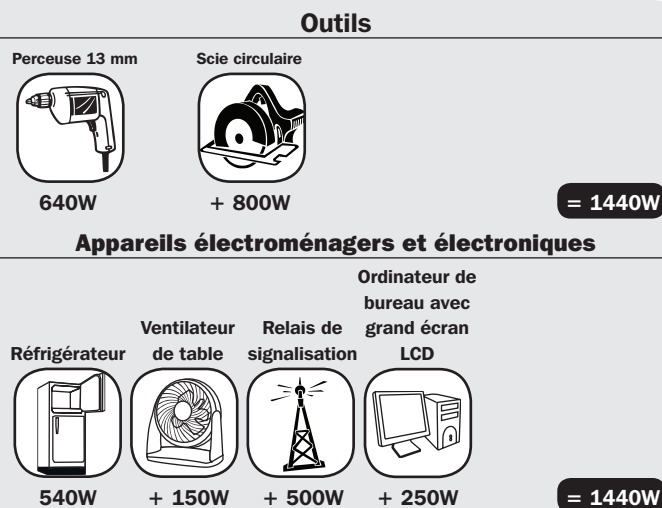 Outils
Perceuse 13 mm Scie circulaire
640W + 800W = 1440W
Appareils électroménagers et électroniques
Réfrigérateur
Ventilateur
de table
Relais de
signalisation
Ordinateur de
bureau avec
grand écran
LCD
540W + 150W + 500W + 250W = 1440W